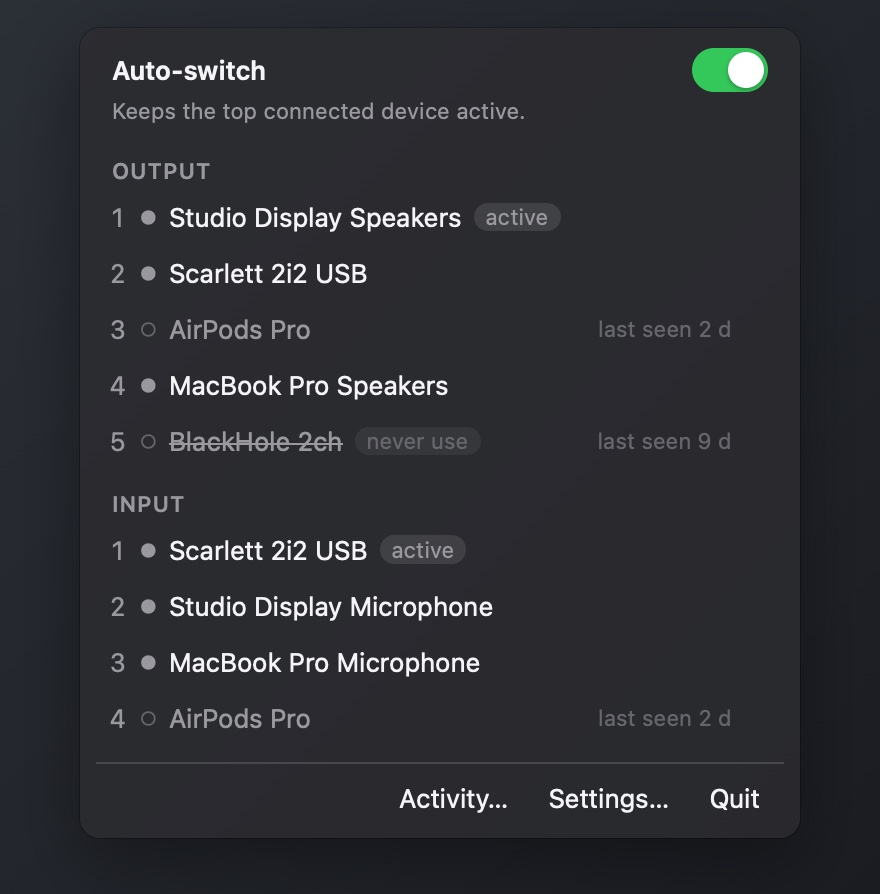 Auto-switch
Keeps the top connected device active.
OUTPUT
1 Studio Display Speakers active
2 Scarlett 2i2 USB
3 AirPods Pro last seen 2 d
4 MacBook Pro Speakers
5 BlackHole 2ch never use last seen 9 d
INPUT
1 Scarlett 2i2 USB active
2 Studio Display Microphone
3 MacBook Pro Microphone
4 AirPods Pro last seen 2 d
Activity... Settings... Quit